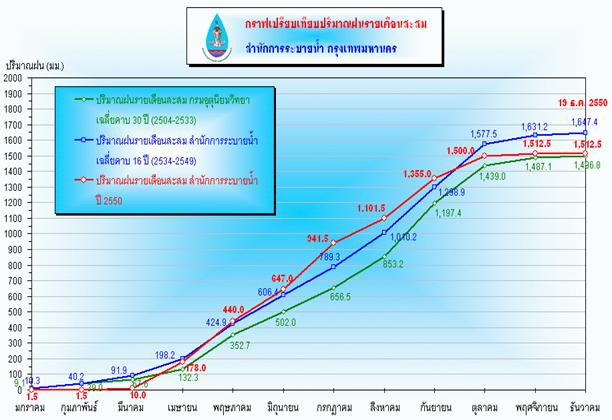 กราฟเปรียบเทียบปริมาณฝนรายเดือนสะสม
สำนักการระบายน้ำ กรุงเทพมหานคร
ปริมาณฝน (มม.)
19 ธ.ค. 2550
ปริมาณฝนรายเดือนสะสม กรมอุตุนิยมวิทยา
เฉลี่ยคาบ 30 ปี (2504-2533)
ปริมาณฝนรายเดือนสะสม สำนักการระบายน้ำ
เฉลี่ยคาบ 16 ปี (2534-2549)
ปริมาณฝนรายเดือนสะสม สำนักการระบายน้ำ
ปี 2550
2000
1900
1800
1700
1600
1500
1400
1300
1200
1100
1000
900
800
700
600
500
400
300
200
100
0
40.2 91.9 198.2 424.9 606.4 789.3 1,010.2 1,298.9 1,577.5 1,631.2 1,647.4
1.5 1.5 10.0 178.0 440.0 647.0 941.5 1,101.5 1,355.0 1,500.0 1,512.5 1,512.5
132.3 352.7 502.0 656.5 853.2 1,197.4 1,439.0 1,487.1 1,496.8
มกราคม กุมภาพันธ์ มีนาคม เมษายน พฤษภาคม มิถุนายน กรกฎาคม สิงหาคม กันยายน ตุลาคม พฤศจิกายน ธันวาคม